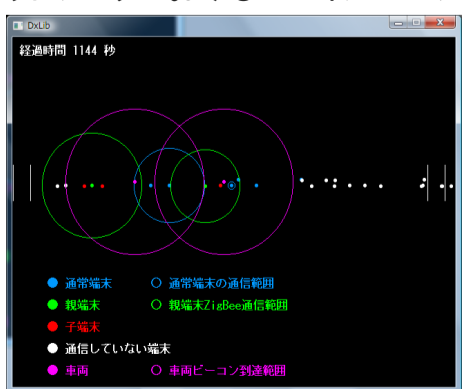 DxLib
経過時間 1144 秒
通常端末 通常端末の通信範囲
親端末 親端末ZigBee通信範囲
子端末
通信していない端末
車両 車両ビーコン到達範囲